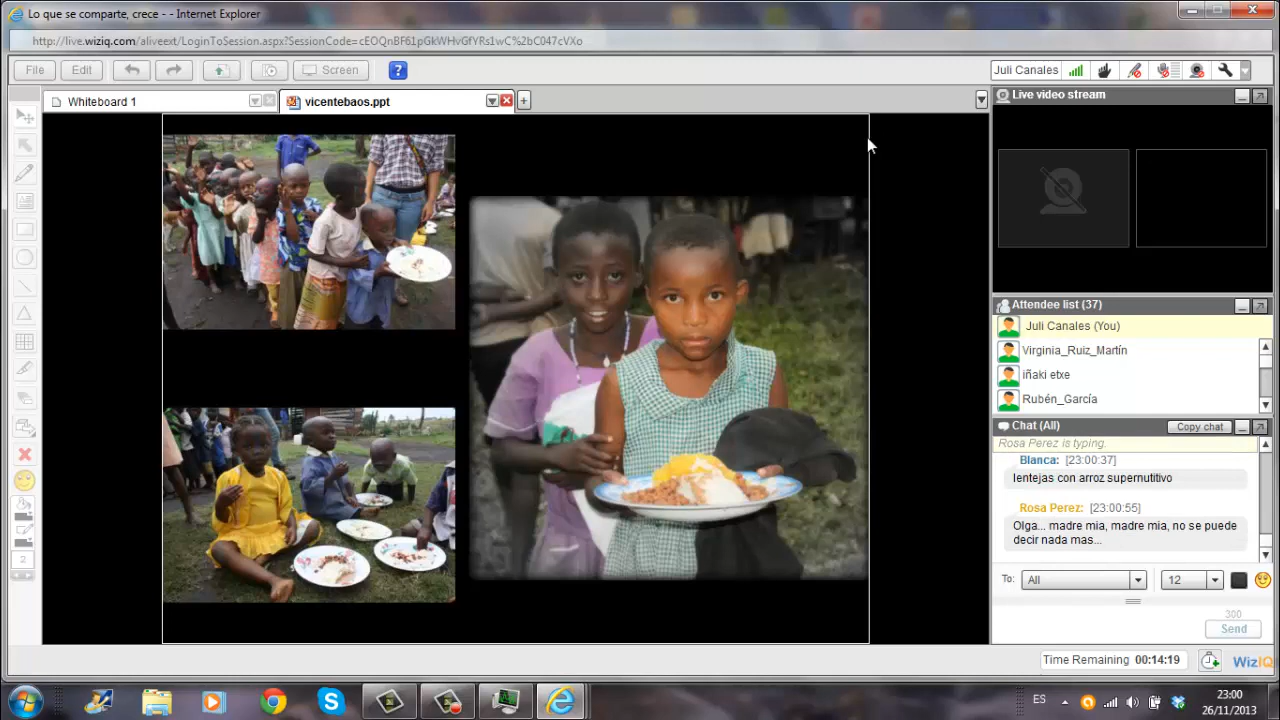 Lo que se comparte, crece - - Internet Explorer
http://live.wiziq.com/aliveext/LoginToSession.aspx?SessionCode=cEOQnBF61pGkWHvGfYRs1wC%2bC047cVXo
File
Edit
Screen
?
Juli Canales
Whiteboard 1
vicentebaos.ppt
+
Live video stream
Attendee list (37)
Juli Canales (You)
Virginia_Ruiz_Martín
iñaki etxe
Rubén_García
Chat (All)
Copy chat
Rosa Perez is typing.
Blanca: [23:00:37]
lentejas con arroz supernutitivo
Rosa Perez: [23:00:55]
Olga... madre mia, madre mia, no se puede
decir nada mas...
2
To:
All
12
300
Send
Time Remaining 00:14:19
WizIQ
ES
23:00
26/11/2013